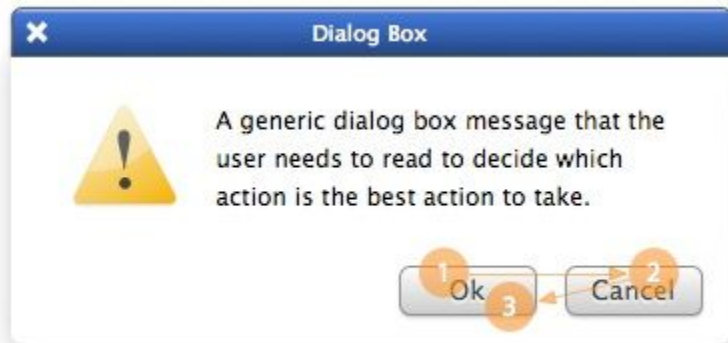 Dialog Box
A generic dialog box message that the
user needs to read to decide which
action is the best action to take.
1 2
Ok 3 Cancel